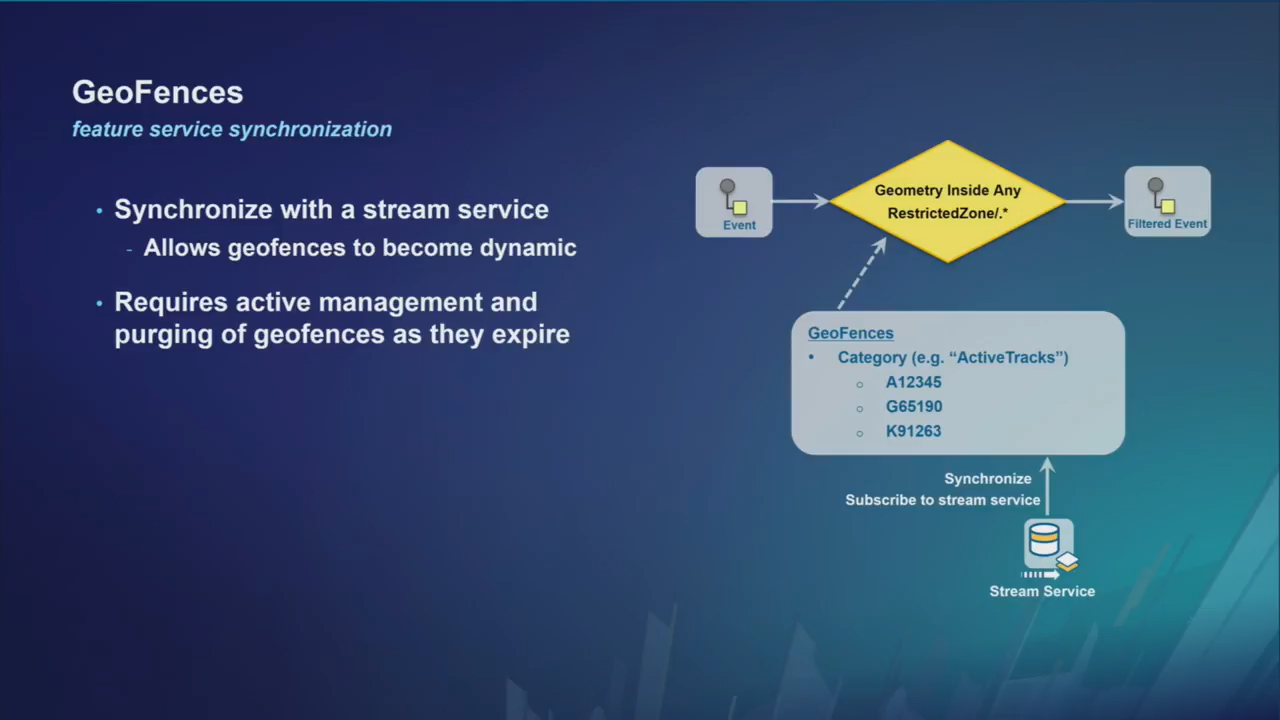 GeoFences
feature service synchronization
• Synchronize with a stream service
- Allows geofences to become dynamic
• Requires active management and
purging of geofences as they expire
Event
Geometry Inside Any
RestrictedZone/.*
Filtered Event
GeoFences
• Category (e.g. “ActiveTracks”)
○ A12345
○ G65190
○ K91263
Synchronize
Subscribe to stream service
Stream Service